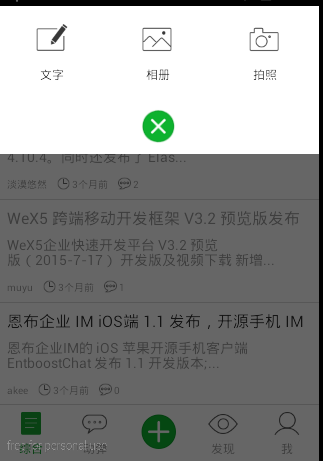 文字 相册 拍照
4.10.4。同时还发布了 Elas...
淡漠悠然 3个月前 2
WeX5 跨端移动开发框架 V3.2 预览版发布
WeX5企业快速开发平台 V3.2 预览
版（2015-7-17） 开发版及视频下载 新增...
muyu 3个月前 1
恩布企业 IM iOS端 1.1 发布，开源手机 IM
恩布企业IM的 iOS 苹果开源手机客户端
EntboostChat 发布 1.1 开发版本;...
akee 3个月前 0
综合 动弹 发现 我